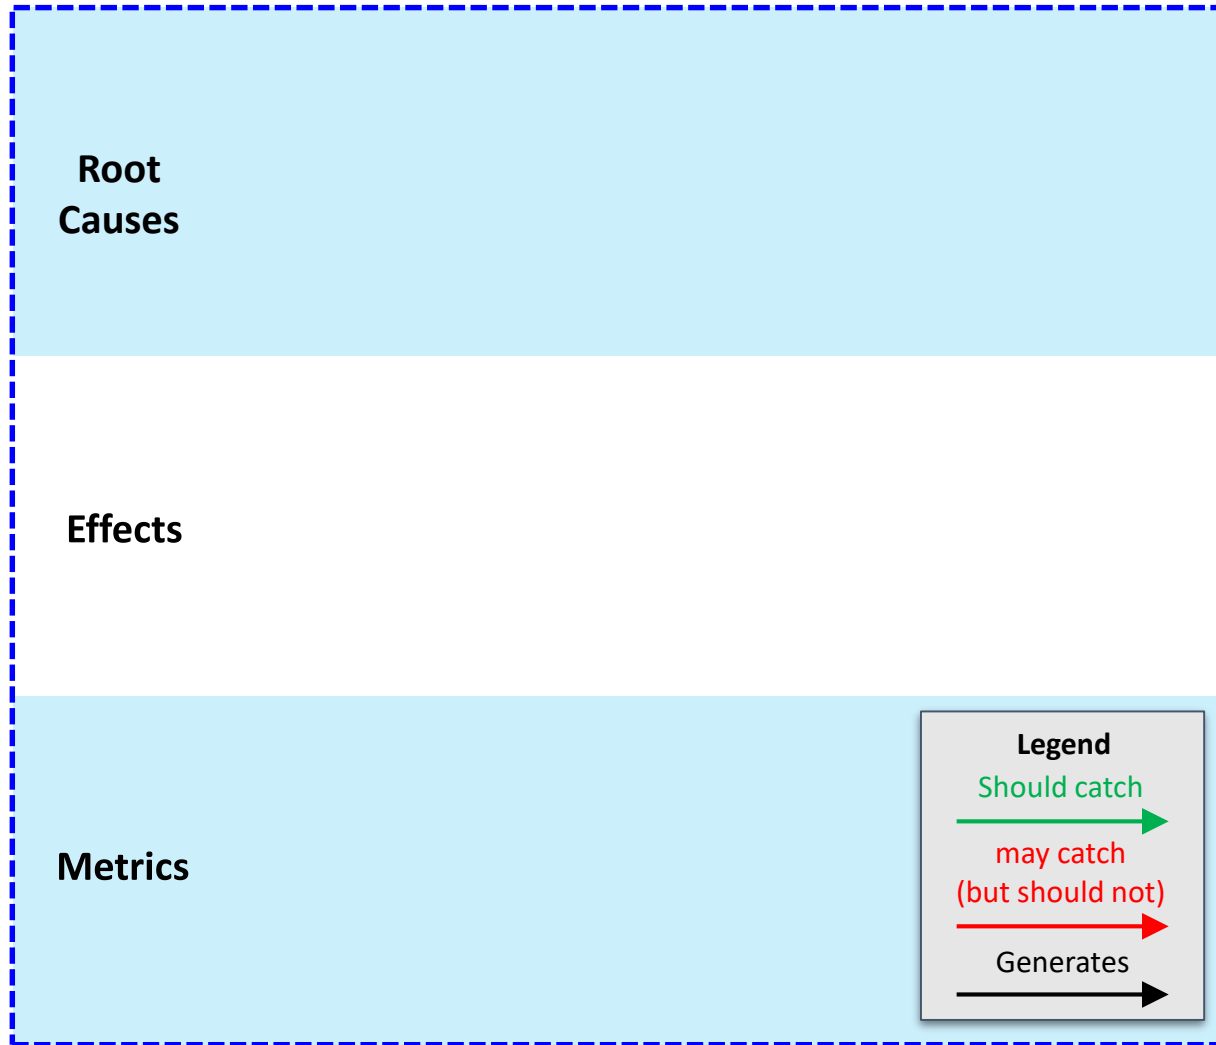 Root
Causes
Effects
Metrics
Legend
Should catch
may catch
(but should not)
Generates